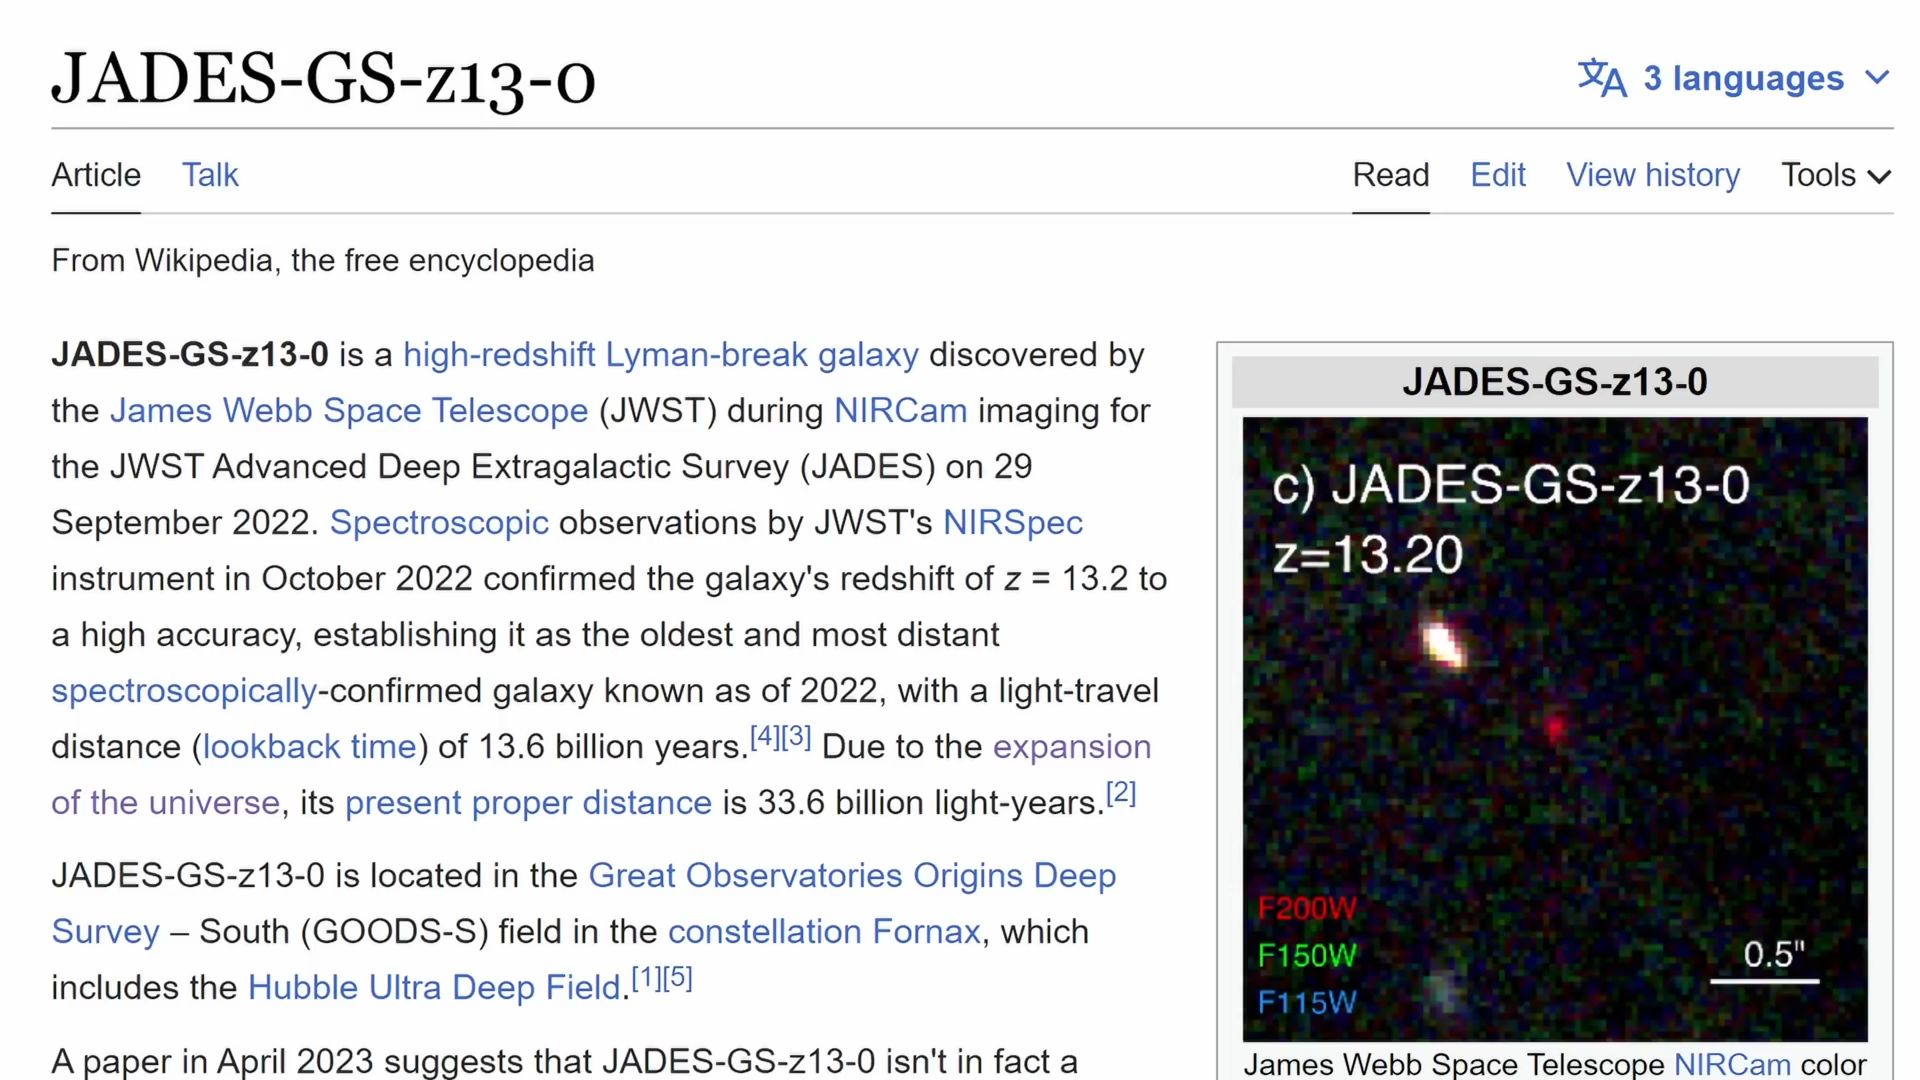 JADES-GS-z13-0
3 languages
Article Talk Read Edit View history Tools
From Wikipedia, the free encyclopedia
JADES-GS-z13-0 is a high-redshift Lyman-break galaxy discovered by
the James Webb Space Telescope (JWST) during NIRCam imaging for
the JWST Advanced Deep Extragalactic Survey (JADES) on 29
September 2022. Spectroscopic observations by JWST's NIRSpec
instrument in October 2022 confirmed the galaxy's redshift of z = 13.2 to
a high accuracy, establishing it as the oldest and most distant
spectroscopically-confirmed galaxy known as of 2022, with a light-travel
distance (lookback time) of 13.6 billion years.[4][3] Due to the expansion
of the universe, its present proper distance is 33.6 billion light-years.[2]
JADES-GS-z13-0 is located in the Great Observatories Origins Deep
Survey – South (GOODS-S) field in the constellation Fornax, which
includes the Hubble Ultra Deep Field.[1][5]
A paper in April 2023 suggests that JADES-GS-z13-0 isn't in fact a
JADES-GS-z13-0
c) JADES-GS-z13-0
z=13.20
F200W
F150W
F115W
0.5"
James Webb Space Telescope NIRCam color